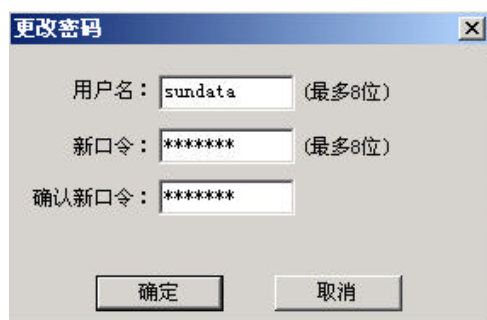 更改密码
用户名： sundata (最多8位)
新口令： ******* (最多8位)
确认新口令： *******
确定 取消